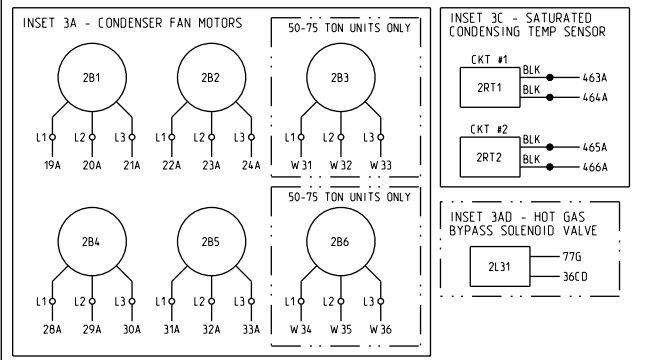 INSET 3A - CONDENSER FAN MOTORS
50-75 TON UNITS ONLY
2B1
2B2
2B3
L1 L2 L3 L1 L2 L3 L1 L2 L3
19A 20A 21A 22A 23A 24A W31 W32 W33
50-75 TON UNITS ONLY
2B4
2B5
2B6
L1 L2 L3 L1 L2 L3 L1 L2 L3
28A 29A 30A 31A 32A 33A W34 W35 W36
INSET 3C - SATURATED
CONDENSING TEMP SENSOR
CKT #1
2RT1
BLK 463A
BLK 464A
CKT #2
2RT2
BLK 465A
BLK 466A
INSET 3AD - HOT GAS
BYPASS SOLENOID VALVE
2L31
77G
36CD